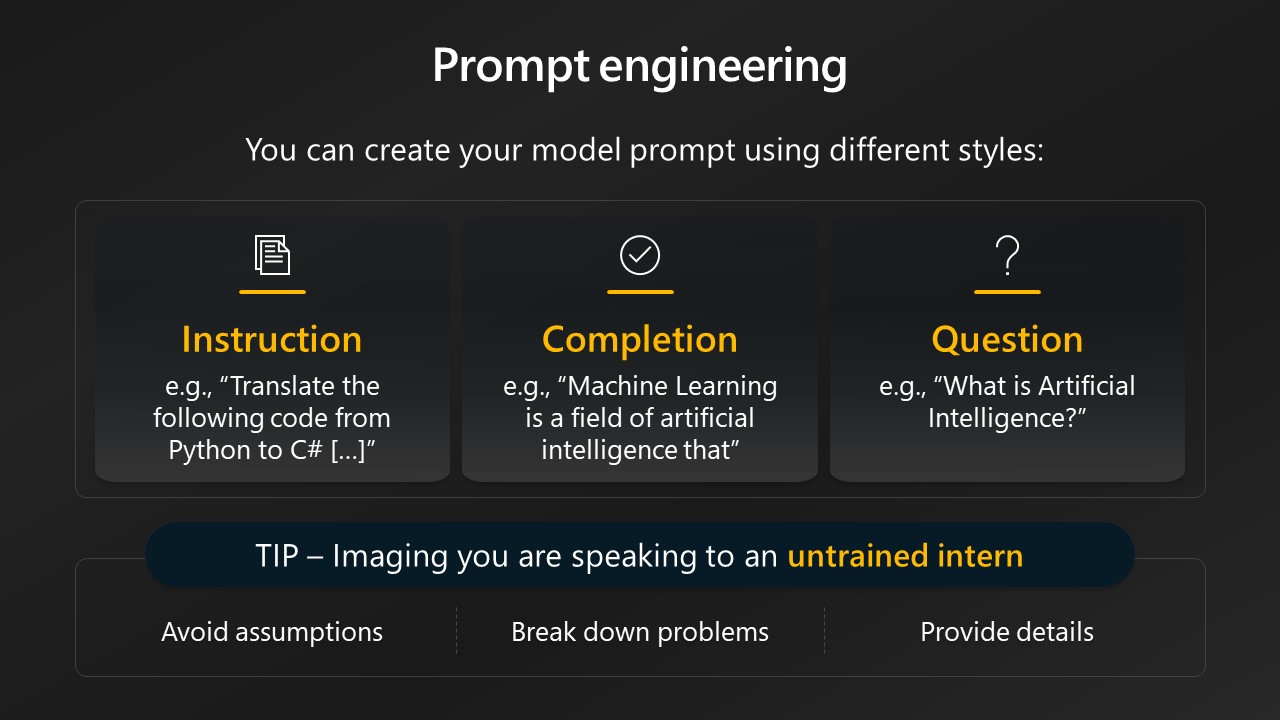 Prompt engineering
You can create your model prompt using different styles:
Instruction
e.g., “Translate the
following code from
Python to C# […]”
Completion
e.g., “Machine Learning
is a field of artificial
intelligence that”
Question
e.g., “What is Artificial
Intelligence?”
TIP – Imaging you are speaking to an untrained intern
Avoid assumptions
Break down problems
Provide details